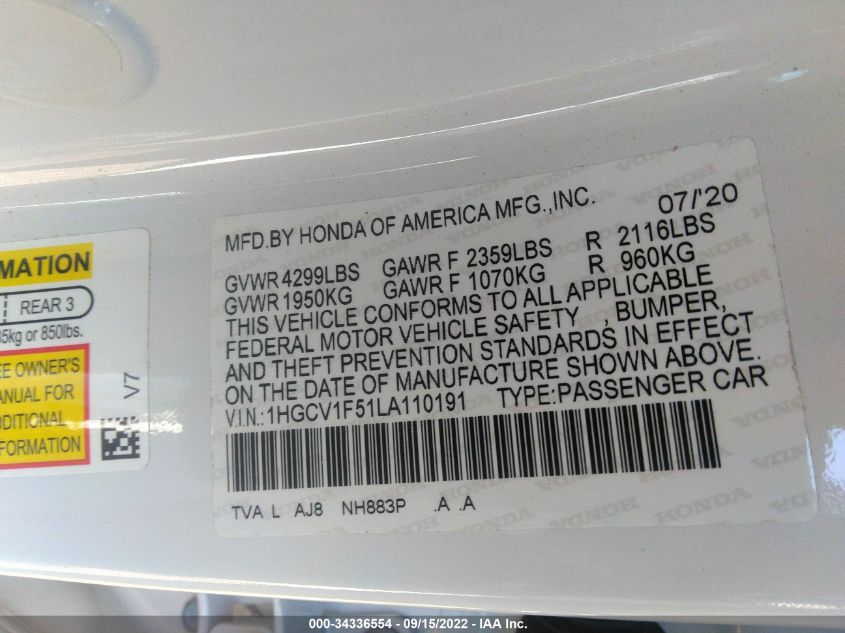 MFD.BY HONDA OF AMERICA MFG.,INC. 07/'20
GVWR 4299LBS GAWR F 2359LBS R 2116LBS
GVWR 1950KG GAWR F 1070KG R 960KG
THIS VEHICLE CONFORMS TO ALL APPLICABLE
FEDERAL MOTOR VEHICLE SAFETY , BUMPER,
AND THEFT PREVENTION STANDARDS IN EFFECT
ON THE DATE OF MANUFACTURE SHOWN ABOVE.
V.I.N.:1HGCV1F51LA110191 TYPE:PASSENGER CAR
TVA L AJ8 NH883P .A .A
MATION
REAR 3
35kg or 850lbs.
EE OWNER'S
ANUAL FOR
DDITIONAL
FORMATION
V7
000-34336554 - 09/15/2022 - IAA Inc.